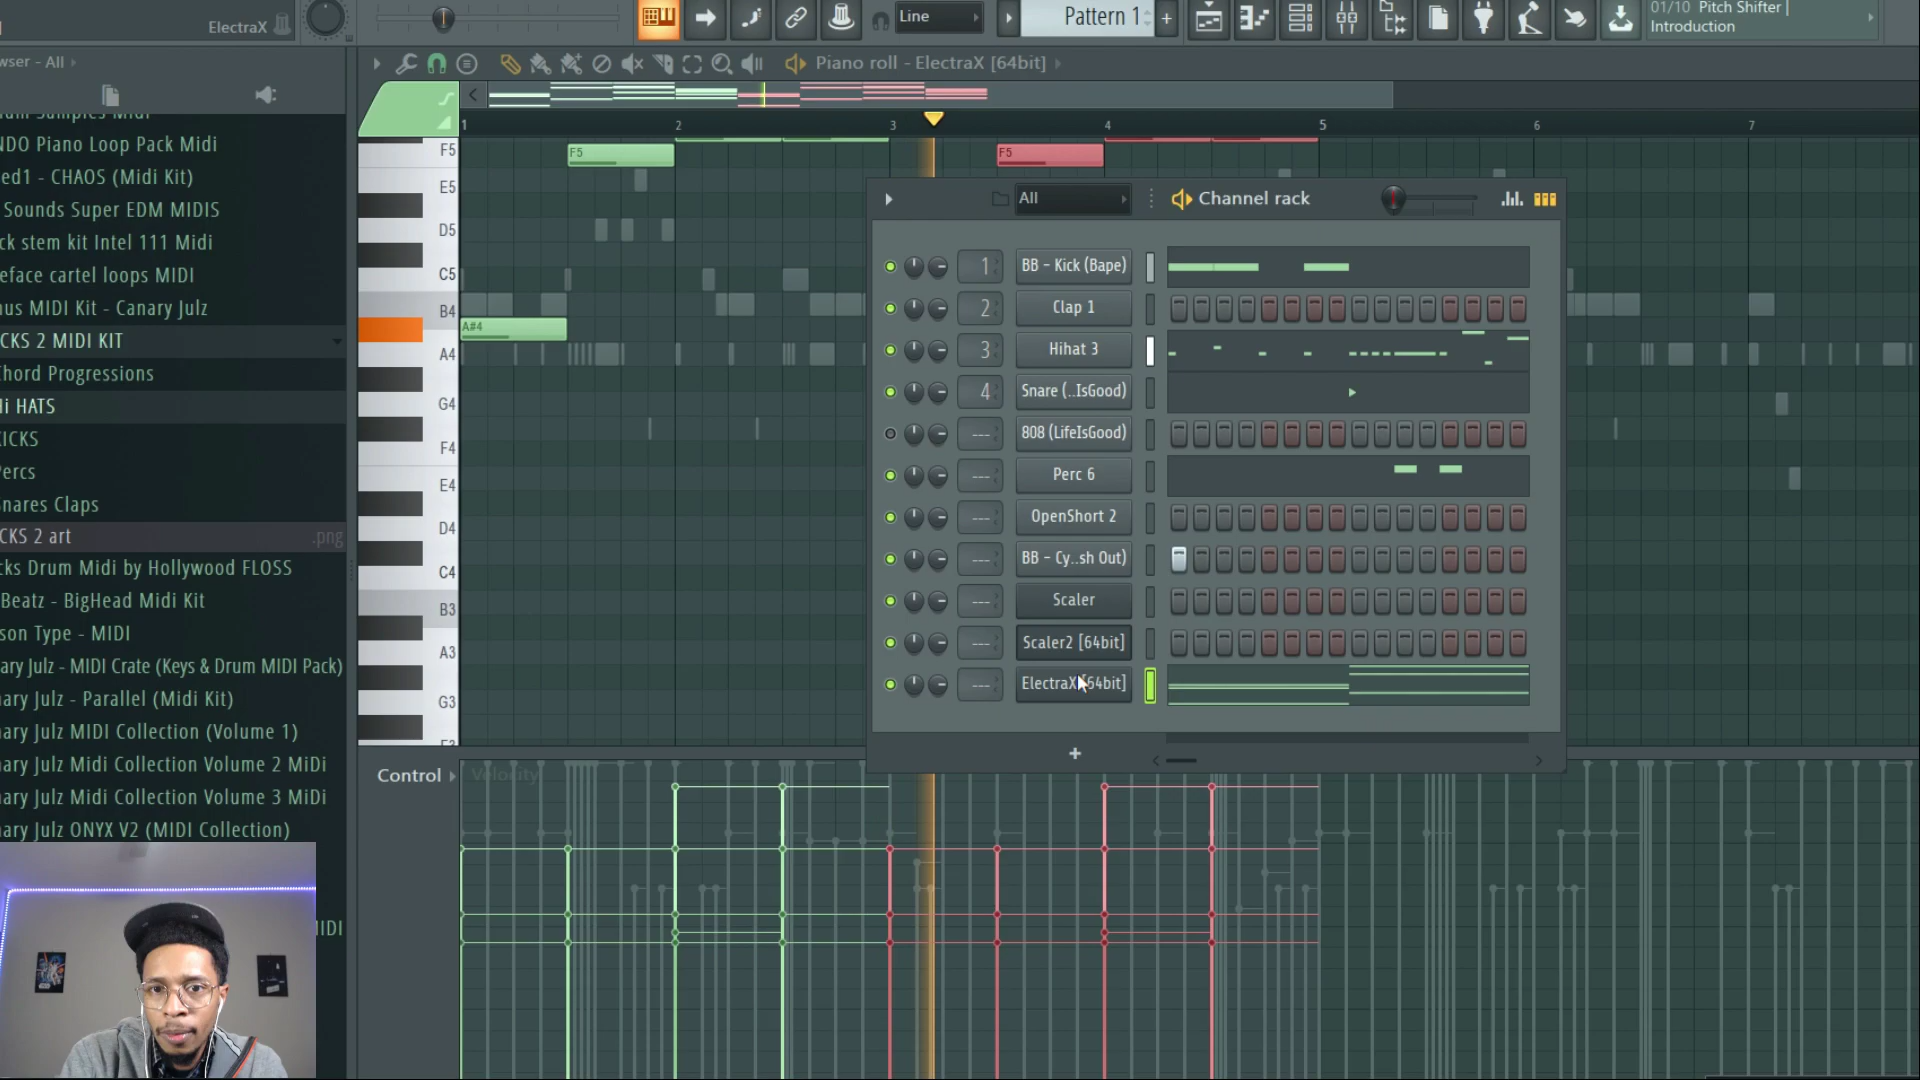 ElectraX
Line
Pattern 1
01/10 Pitch Shifter |
Introduction
wser - All
Piano roll - ElectraX [64bit]
NDO Piano Loop Pack Midi
ed1 - CHAOS (Midi Kit)
Sounds Super EDM MIDIS
ck stem kit Intel 111 Midi
eface cartel loops MIDI
nus MIDI Kit - Canary Julz
CKS 2 MIDI KIT
Chord Progressions
Hi HATS
KICKS
Percs
Snares Claps
CKS 2 art
.png
cks Drum Midi by Hollywood FLOSS
Beatz - BigHead Midi Kit
son Type - MIDI
ary Julz - MIDI Crate (Keys & Drum MIDI Pack)
ary Julz - Parallel (Midi Kit)
ary Julz MIDI Collection (Volume 1)
ary Julz Midi Collection Volume 2 MiDi
ary Julz Midi Collection Volume 3 MiDi
ary Julz ONYX V2 (MIDI Collection)
IDI
1 2 3 4 5 6 7
F5
E5
D5
C5
B4
A4
G4
F4
E4
D4
C4
B3
A3
G3
F5
A#4
F5
All
Channel rack
1 BB - Kick (Bape)
2 Clap 1
3 Hihat 3
4 Snare (..IsGood)
--- 808 (LifeIsGood)
--- Perc 6
--- OpenShort 2
--- BB - Cy..sh Out)
--- Scaler
--- Scaler2 [64bit]
--- ElectraX [64bit]
+
Control
Velocity